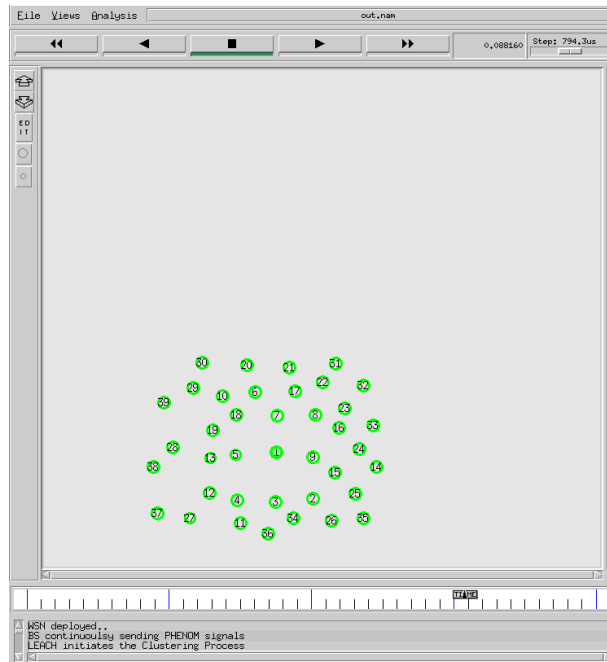 File Views Analysis out.nam
0.088160 Step: 794.3us
ED
IT
30 20 21 31
29 10 6 17 22 32
39 18 7 8 23
19 16 33
28 13 5 1 9 24
38 15 14
12 4 3 2 25
37 27 11 34 26 35
36
TIME
WSN deployed..
BS continuoulsy sending PHENOM signals
LEACH initiates the Clustering Process